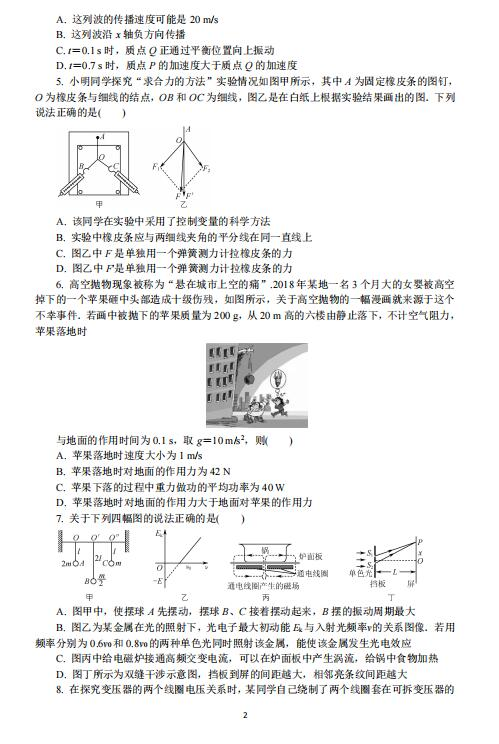 A. 这列波的传播速度可能是 20 m/s
B. 这列波沿 x 轴负方向传播
C. t=0.1 s 时，质点 Q 正通过平衡位置向上振动
D. t=0.7 s 时，质点 P 的加速度大于质点 Q 的加速度
5. 小明同学探究“求合力的方法”实验情况如图甲所示，其中 A 为固定橡皮条的图钉，
O 为橡皮条与细线的结点，OB 和 OC 为细线，图乙是在白纸上根据实验结果画出的图．下列
说法正确的是(　　)
A
O
B
C
甲
A
O
F₁
F₂
F
F′
乙
A. 该同学在实验中采用了控制变量的科学方法
B. 实验中橡皮条应与两细线夹角的平分线在同一直线上
C. 图乙中 F 是单独用一个弹簧测力计拉橡皮条的力
D. 图乙中 F′是单独用一个弹簧测力计拉橡皮条的力
6. 高空抛物现象被称为“悬在城市上空的痛”.2018 年某地一名 3 个月大的女婴被高空
掉下的一个苹果砸中头部造成十级伤残，如图所示，关于高空抛物的一幅漫画就来源于这个
不幸事件．若画中被抛下的苹果质量为 200 g，从 20 m 高的六楼由静止落下，不计空气阻力，
苹果落地时
与地面的作用时间为 0.1 s，取 g＝10 m/s²，则(　　)
A. 苹果落地时速度大小为 1 m/s
B. 苹果落地时对地面的作用力为 42 N
C. 苹果下落的过程中重力做功的平均功率为 40 W
D. 苹果落地时对地面的作用力大于地面对苹果的作用力
7. 关于下列四幅图的说法正确的是(　　)
O O′ O″
l
2l
l
2m
A
C
m
B
m/2
甲
Eₖ
O
ν₀
ν
−E
乙
锅
炉面板
通电线圈
通电线圈产生的磁场
丙
S₁
S₂
单色光
L
挡板
屏
P
x
O
丁
A. 图甲中，使摆球 A 先摆动，摆球 B、C 接着摆动起来，B 摆的振动周期最大
B. 图乙为某金属在光的照射下，光电子最大初动能 Eₖ与入射光频率ν的关系图像．若用
频率分别为 0.6ν₀ 和 0.8ν₀的两种单色光同时照射该金属，能使该金属发生光电效应
C. 图丙中给电磁炉接通高频交变电流，可以在炉面板中产生涡流，给锅中食物加热
D. 图丁所示为双缝干涉示意图，挡板到屏的间距越大，相邻亮条纹间距越大
8. 在探究变压器的两个线圈电压关系时，某同学自己绕制了两个线圈套在可拆变压器的
2